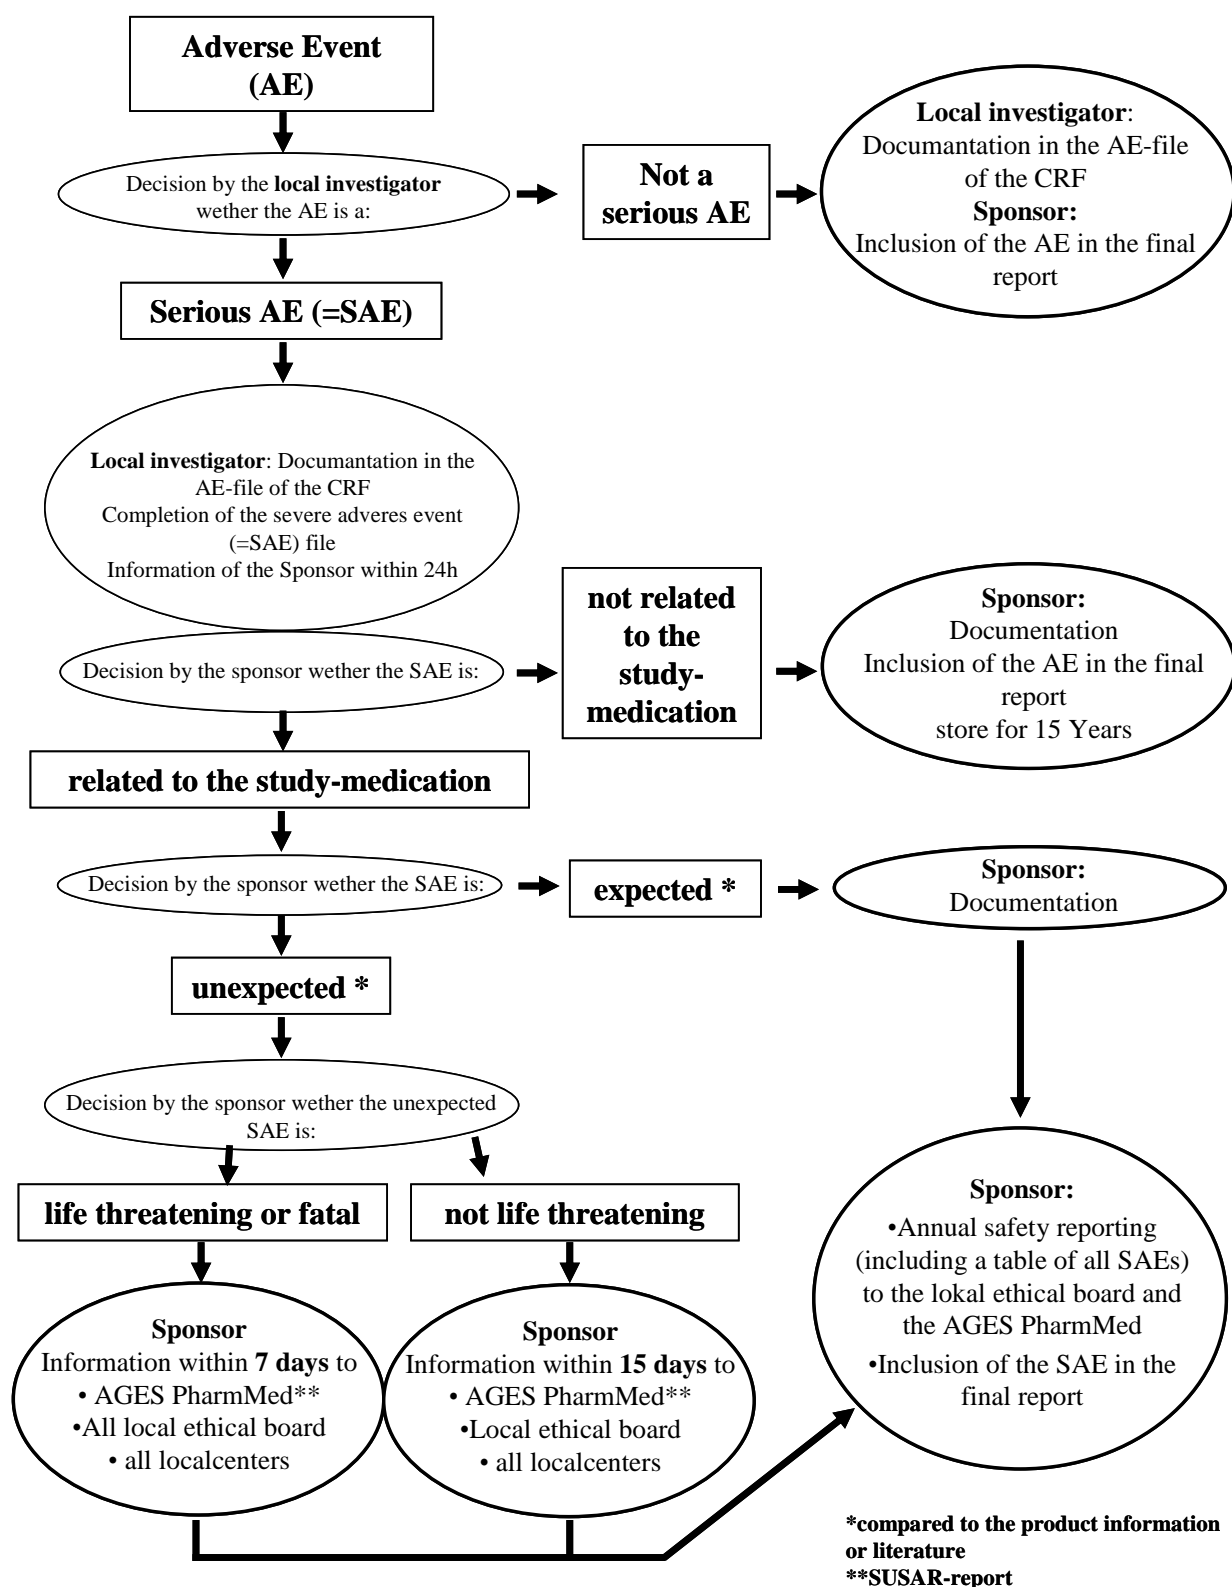 Adverse Event
(AE)
Decision by the local investigator
wether the AE is a:
Not a
serious AE
Local investigator:
Documantation in the AE-file
of the CRF
Sponsor:
Inclusion of the AE in the final
report
Serious AE (=SAE)
Local investigator: Documantation in the
AE-file of the CRF
Completion of the severe adveres event
(=SAE) file
Information of the Sponsor within 24h
Decision by the sponsor wether the SAE is:
not related
to the
study-
medication
Sponsor:
Documentation
Inclusion of the AE in the final
report
store for 15 Years
related to the study-medication
Decision by the sponsor wether the SAE is:
expected *
Sponsor:
Documentation
unexpected *
Decision by the sponsor wether the unexpected
SAE is:
life threatening or fatal
not life threatening
Sponsor
Information within 7 days to
• AGES PharmMed**
•All local ethical board
• all localcenters
Sponsor
Information within 15 days to
• AGES PharmMed**
•Local ethical board
• all localcenters
Sponsor:
•Annual safety reporting
(including a table of all SAEs)
to the lokal ethical board and
the AGES PharmMed
•Inclusion of the SAE in the
final report
*compared to the product information
or literature
**SUSAR-report